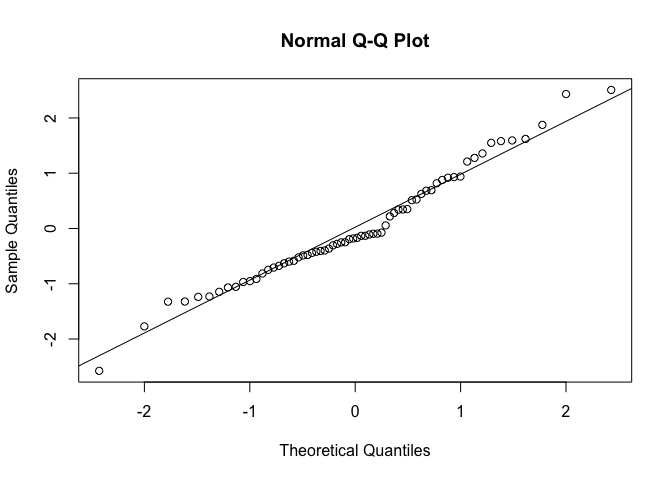 Normal Q-Q Plot
Sample Quantiles
2
1
0
-1
-2
-2 -1 0 1 2
Theoretical Quantiles